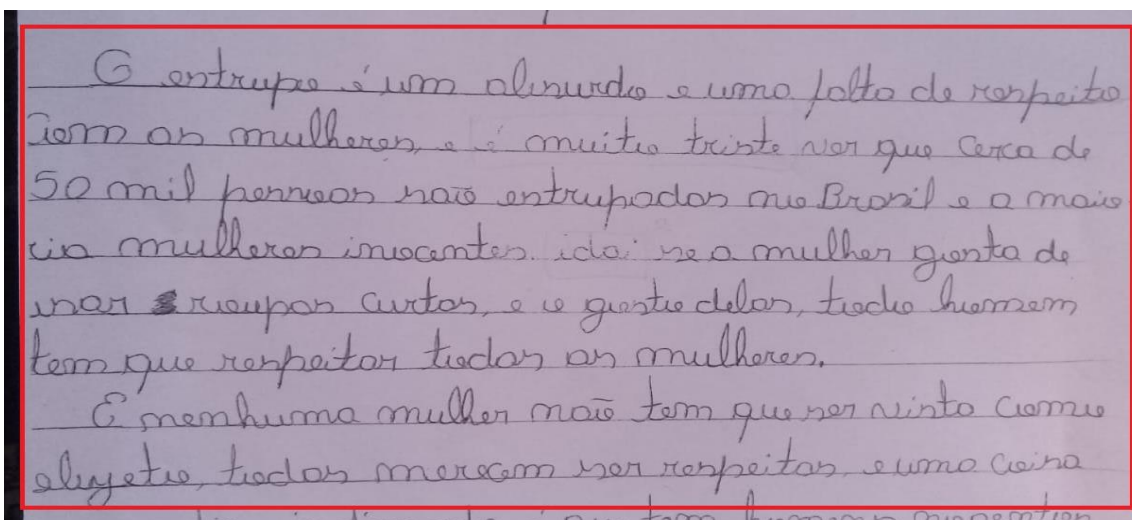 O estrupo é um absurdo e uma falta de respeito
com as mulheres, e é muito triste ver que cerca de
50 mil pessoas são estrupadas no Brasil e a maio
ria mulheres inocentes. idai se a mulher gosta de
usar roupas curtas, e o gosto delas, todo homem
tem que respeitar todas as mulheres.
E nenhuma mulher não tem que ser visto como
objeto, todas merecem ser respeitas, e uma coisa